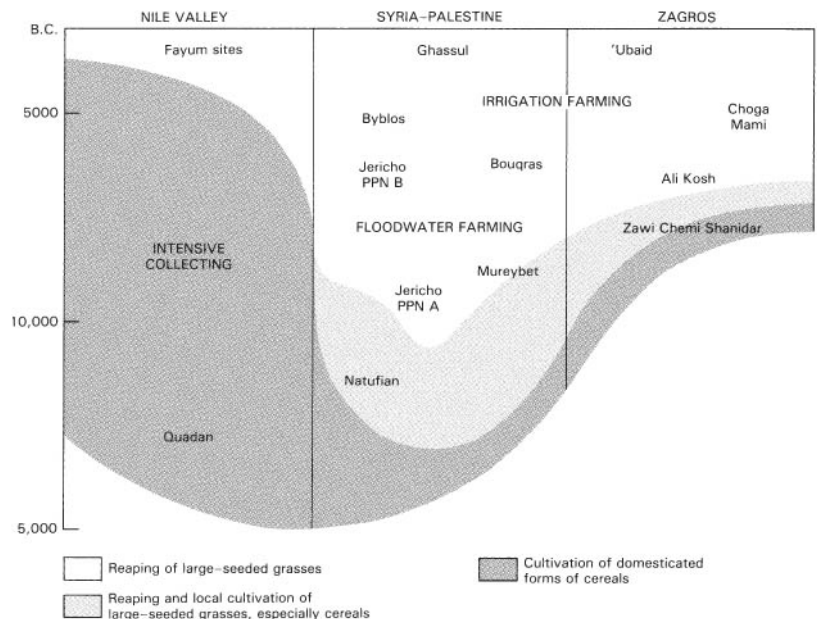 NILE VALLEY SYRIA–PALESTINE ZAGROS
B.C.
Fayum sites Ghassul 'Ubaid
IRRIGATION FARMING
5000 Byblos Choga
Mami
Jericho Bouqras
PPN B Ali Kosh
FLOODWATER FARMING Zawi Chemi Shanidar
INTENSIVE
COLLECTING
Mureybet
Jericho
PPN A
10,000
Natufian
Quadan
5,000
Reaping of large–seeded grasses
Reaping and local cultivation of
large–seeded grasses, especially cereals
Cultivation of domesticated
forms of cereals